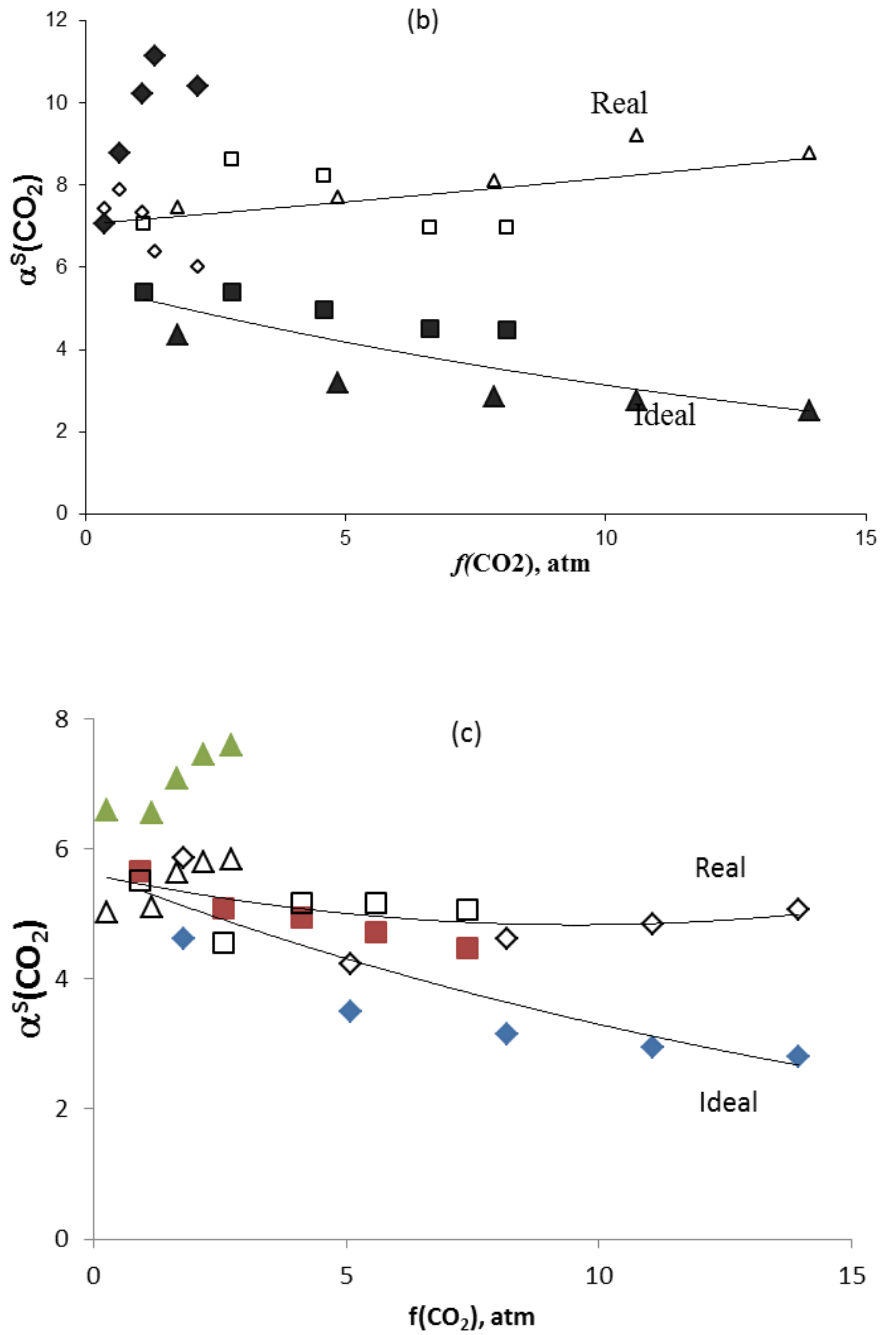 (b)
12
10
8
6
4
2
0
αˢ(CO₂)
Real
Ideal
0 5 10 15
f(CO2), atm
(c)
8
6
4
2
0
αˢ(CO₂)
Real
Ideal
0 5 10 15
f(CO₂), atm